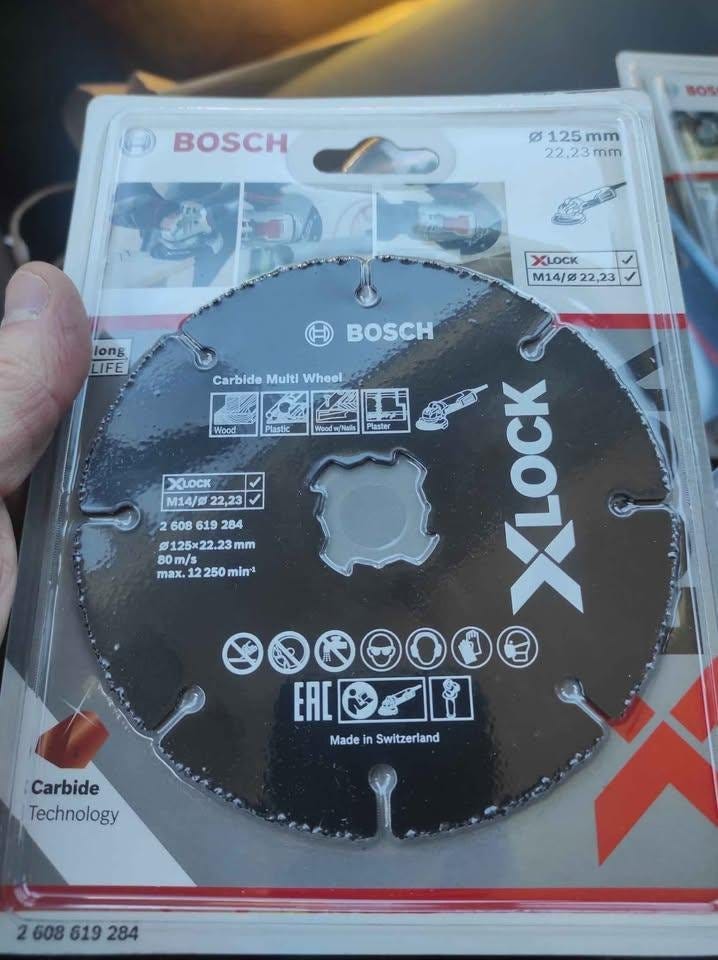 BOSCH
Ø 125 mm
22,23 mm
BOS
XLOCK
M14/Ø 22,23
long
LIFE
BOSCH
Carbide Multi Wheel
Wood
Plastic
Wood w/Nails
Plaster
XLOCK
M14/Ø 22,23
2 608 619 284
Ø125x22.23 mm
80 m/s
max. 12 250 min⁻¹
XLOCK
EAC
Made in Switzerland
Carbide
Technology
2 608 619 284